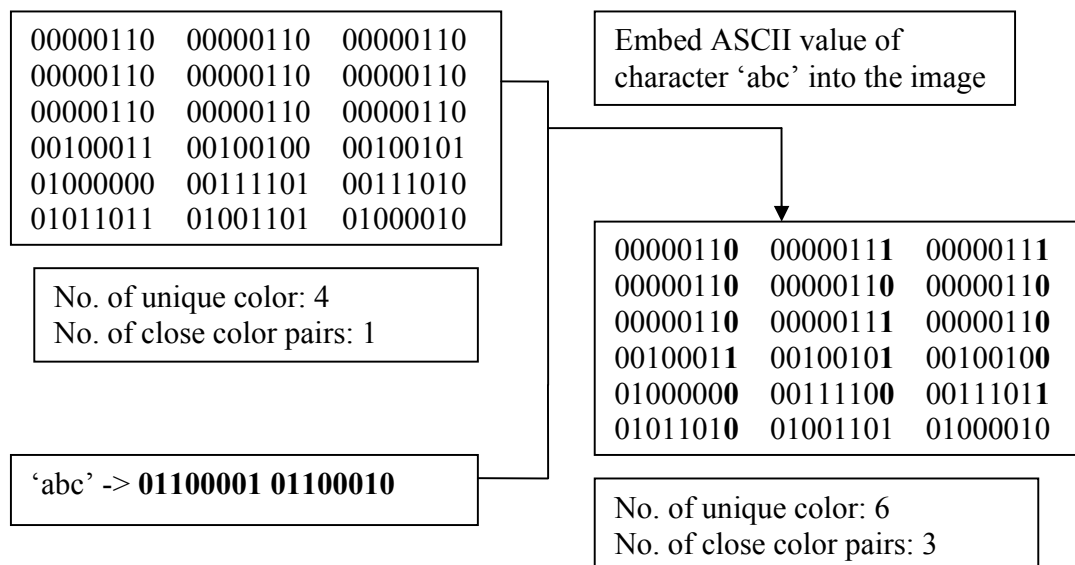 00000110 00000110 00000110
00000110 00000110 00000110
00000110 00000110 00000110
00100011 00100100 00100101
01000000 00111101 00111010
01011011 01001101 01000010
No. of unique color: 4
No. of close color pairs: 1
‘abc’ -> 01100001 01100010
Embed ASCII value of
character ‘abc’ into the image
00000110 00000111 00000111
00000110 00000110 00000110
00000110 00000111 00000110
00100011 00100101 00100100
01000000 00111100 00111011
01011010 01001101 01000010
No. of unique color: 6
No. of close color pairs: 3